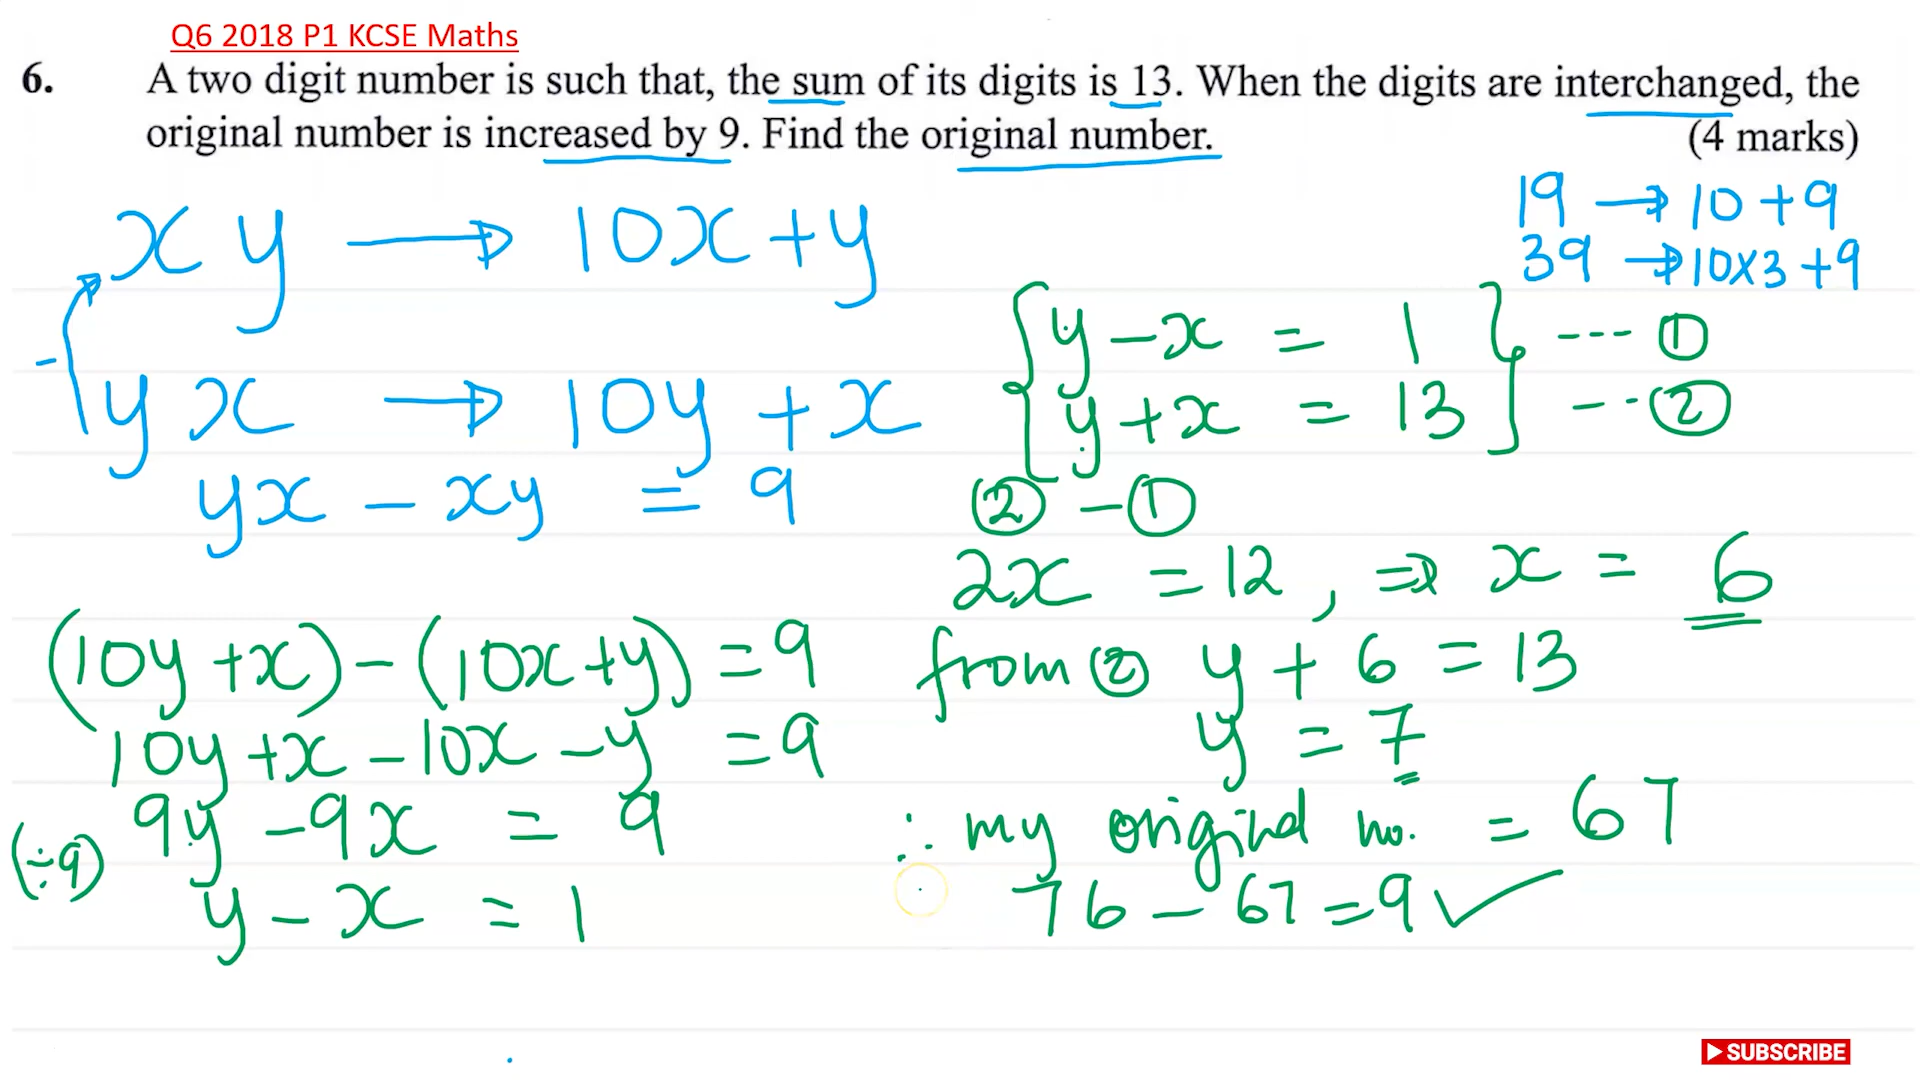 Q6 2018 P1 KCSE Maths
6. A two digit number is such that, the sum of its digits is 13. When the digits are interchanged, the
original number is increased by 9. Find the original number. (4 marks)
x y → 10x + y
y x → 10y + x
-
yx - xy = 9
(10y + x) - (10x + y) = 9
10y + x - 10x - y = 9
9y - 9x = 9
(÷9)
y - x = 1
19 → 10 + 9
39 → 10x3 + 9
{ y - x = 1 } --- ①
{ y + x = 13 } --- ②
② - ①
2x = 12, ⇒ x = 6
from ② y + 6 = 13
y = 7
∴ my original no. = 67
76 - 67 = 9 ✓
SUBSCRIBE